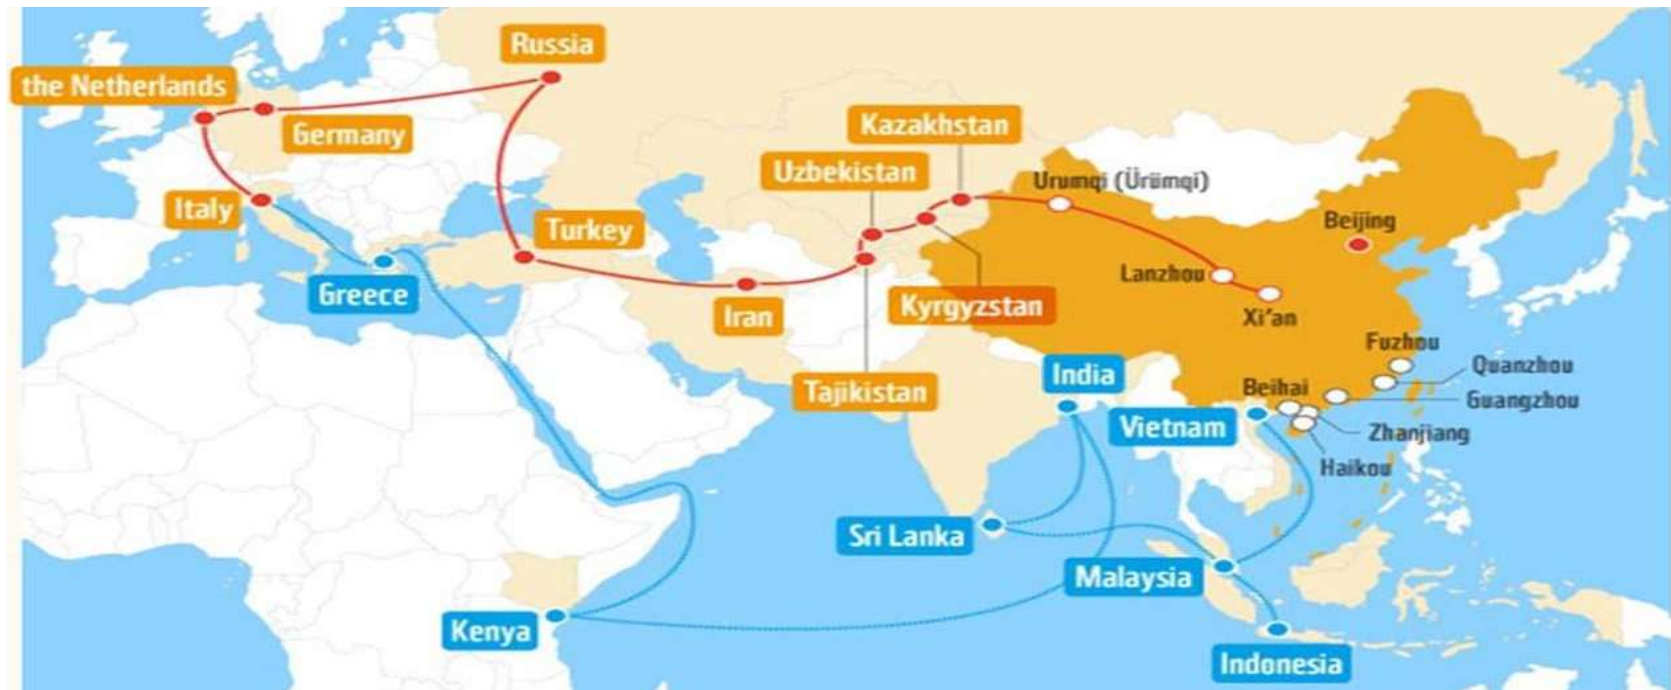 Russia
the Netherlands
Germany
Kazakhstan
Uzbekistan
Urumqi (Ürümqi)
Italy
Turkey
Beijing
Greece
Iran
Kyrgyzstan
Lanzhou
Xi'an
Fuzhou
Quanzhou
India
Tajikistan
Beihai
Guangzhou
Vietnam
Zhanjiang
Haikou
Sri Lanka
Malaysia
Kenya
Indonesia